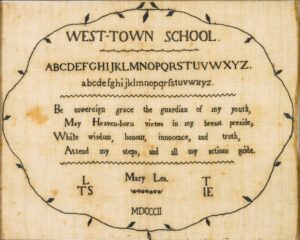 WEST-TOWN SCHOOL.
ABCDEFGHIJKLMNOPQRSTUVWXYZ.
abcdefghijklmnopqrstuvwxyz.
Be sovereign grace the guardian of my youth,
May Heaven-born virtue in my breast preside,
While wisdom, honour, innocence, and truth,
Attend my steps, and all my actions guide.
L Mary Lea. T
TS IE
MDCCCII